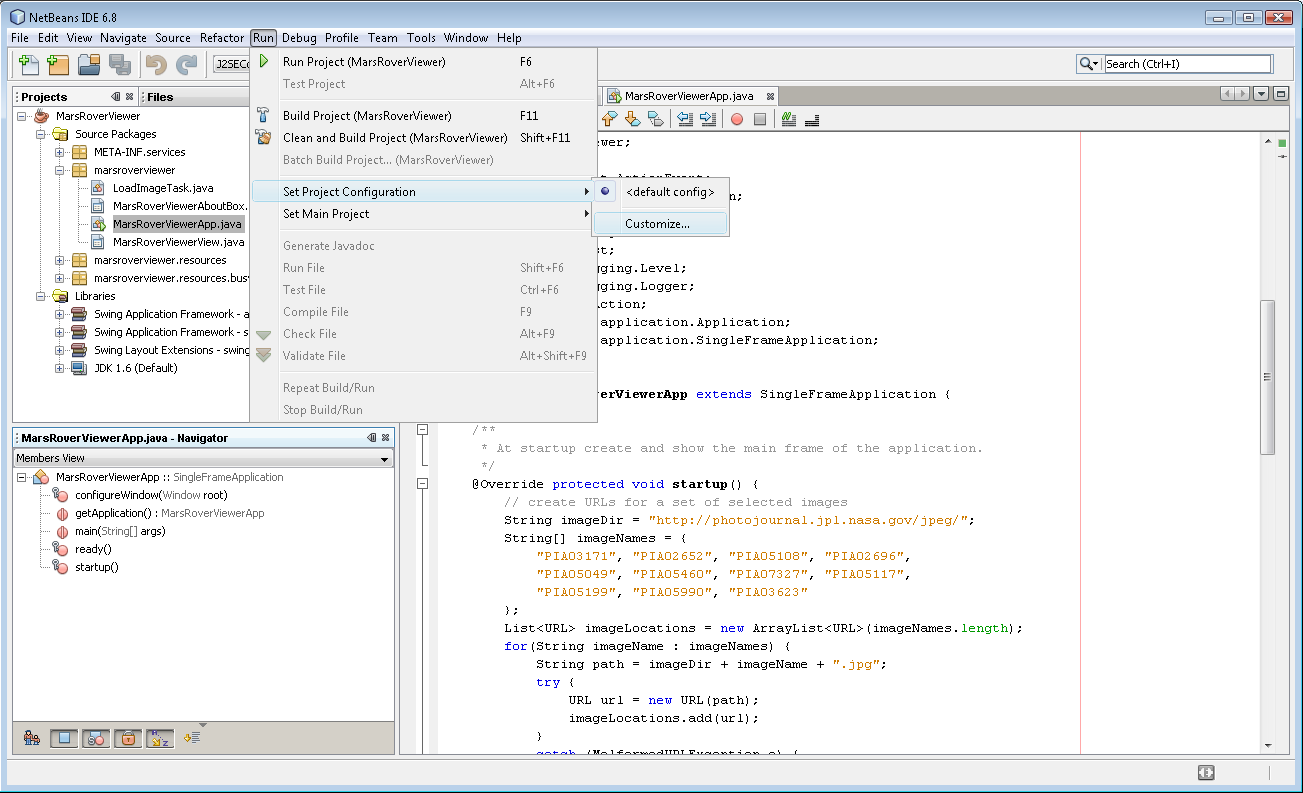 NetBeans IDE 6.8
File Edit View Navigate Source Refactor Run Debug Profile Team Tools Window Help
J2SECo
Search (Ctrl+I)
Projects
Files
MarsRoverViewer
Source Packages
META-INF.services
marsroverviewer
LoadImageTask.java
MarsRoverViewerAboutBox.
MarsRoverViewerApp.java
MarsRoverViewerView.java
marsroverviewer.resources
marsroverviewer.resources.busy
Libraries
Swing Application Framework - a
Swing Application Framework - s
Swing Layout Extensions - swing
JDK 1.6 (Default)
Run Project (MarsRoverViewer) F6
Test Project Alt+F6
Build Project (MarsRoverViewer) F11
Clean and Build Project (MarsRoverViewer) Shift+F11
Batch Build Project... (MarsRoverViewer)
Set Project Configuration
Set Main Project
Generate Javadoc
Run File Shift+F6
Test File Ctrl+F6
Compile File F9
Check File Alt+F9
Validate File Alt+Shift+F9
Repeat Build/Run
Stop Build/Run
<default config>
Customize...
MarsRoverViewerApp.java
ewer;
t.ActionEvent;
n;
t;
gging.Level;
gging.Logger;
Action;
application.Application;
application.SingleFrameApplication;
erViewerApp extends SingleFrameApplication {
/**
* At startup create and show the main frame of the application.
*/
@Override protected void startup() {
// create URLs for a set of selected images
String imageDir = "http://photojournal.jpl.nasa.gov/jpeg/";
String[] imageNames = {
"PIA03171", "PIA02652", "PIA05108", "PIA02696",
"PIA05049", "PIA05460", "PIA07327", "PIA05117",
"PIA05199", "PIA05990", "PIA03623"
};
List<URL> imageLocations = new ArrayList<URL>(imageNames.length);
for(String imageName : imageNames) {
String path = imageDir + imageName + ".jpg";
try {
URL url = new URL(path);
imageLocations.add(url);
}
catch (MalformedURLException e) {
MarsRoverViewerApp.java - Navigator
Members View
MarsRoverViewerApp :: SingleFrameApplication
configureWindow(Window root)
getApplication() : MarsRoverViewerApp
main(String[] args)
ready()
startup()